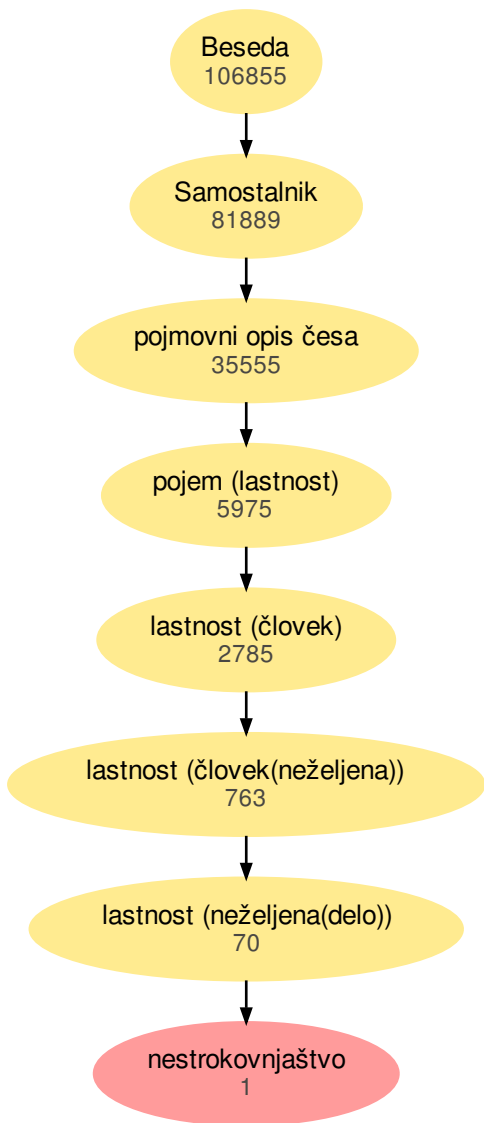 Beseda
106855
Samostalnik
81889
pojmovni opis česa
35555
pojem (lastnost)
5975
lastnost (človek)
2785
lastnost (človek(neželjena))
763
lastnost (neželjena(delo))
70
nestrokovnjaštvo
1